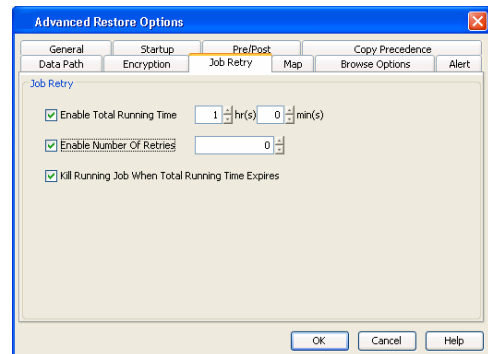 Advanced Restore Options
General Startup Pre/Post Copy Precedence
Data Path Encryption Job Retry Map Browse Options Alert
Job Retry
Enable Total Running Time 1 hr(s) 0 min(s)
Enable Number Of Retries 0
Kill Running Job When Total Running Time Expires
OK Cancel Help